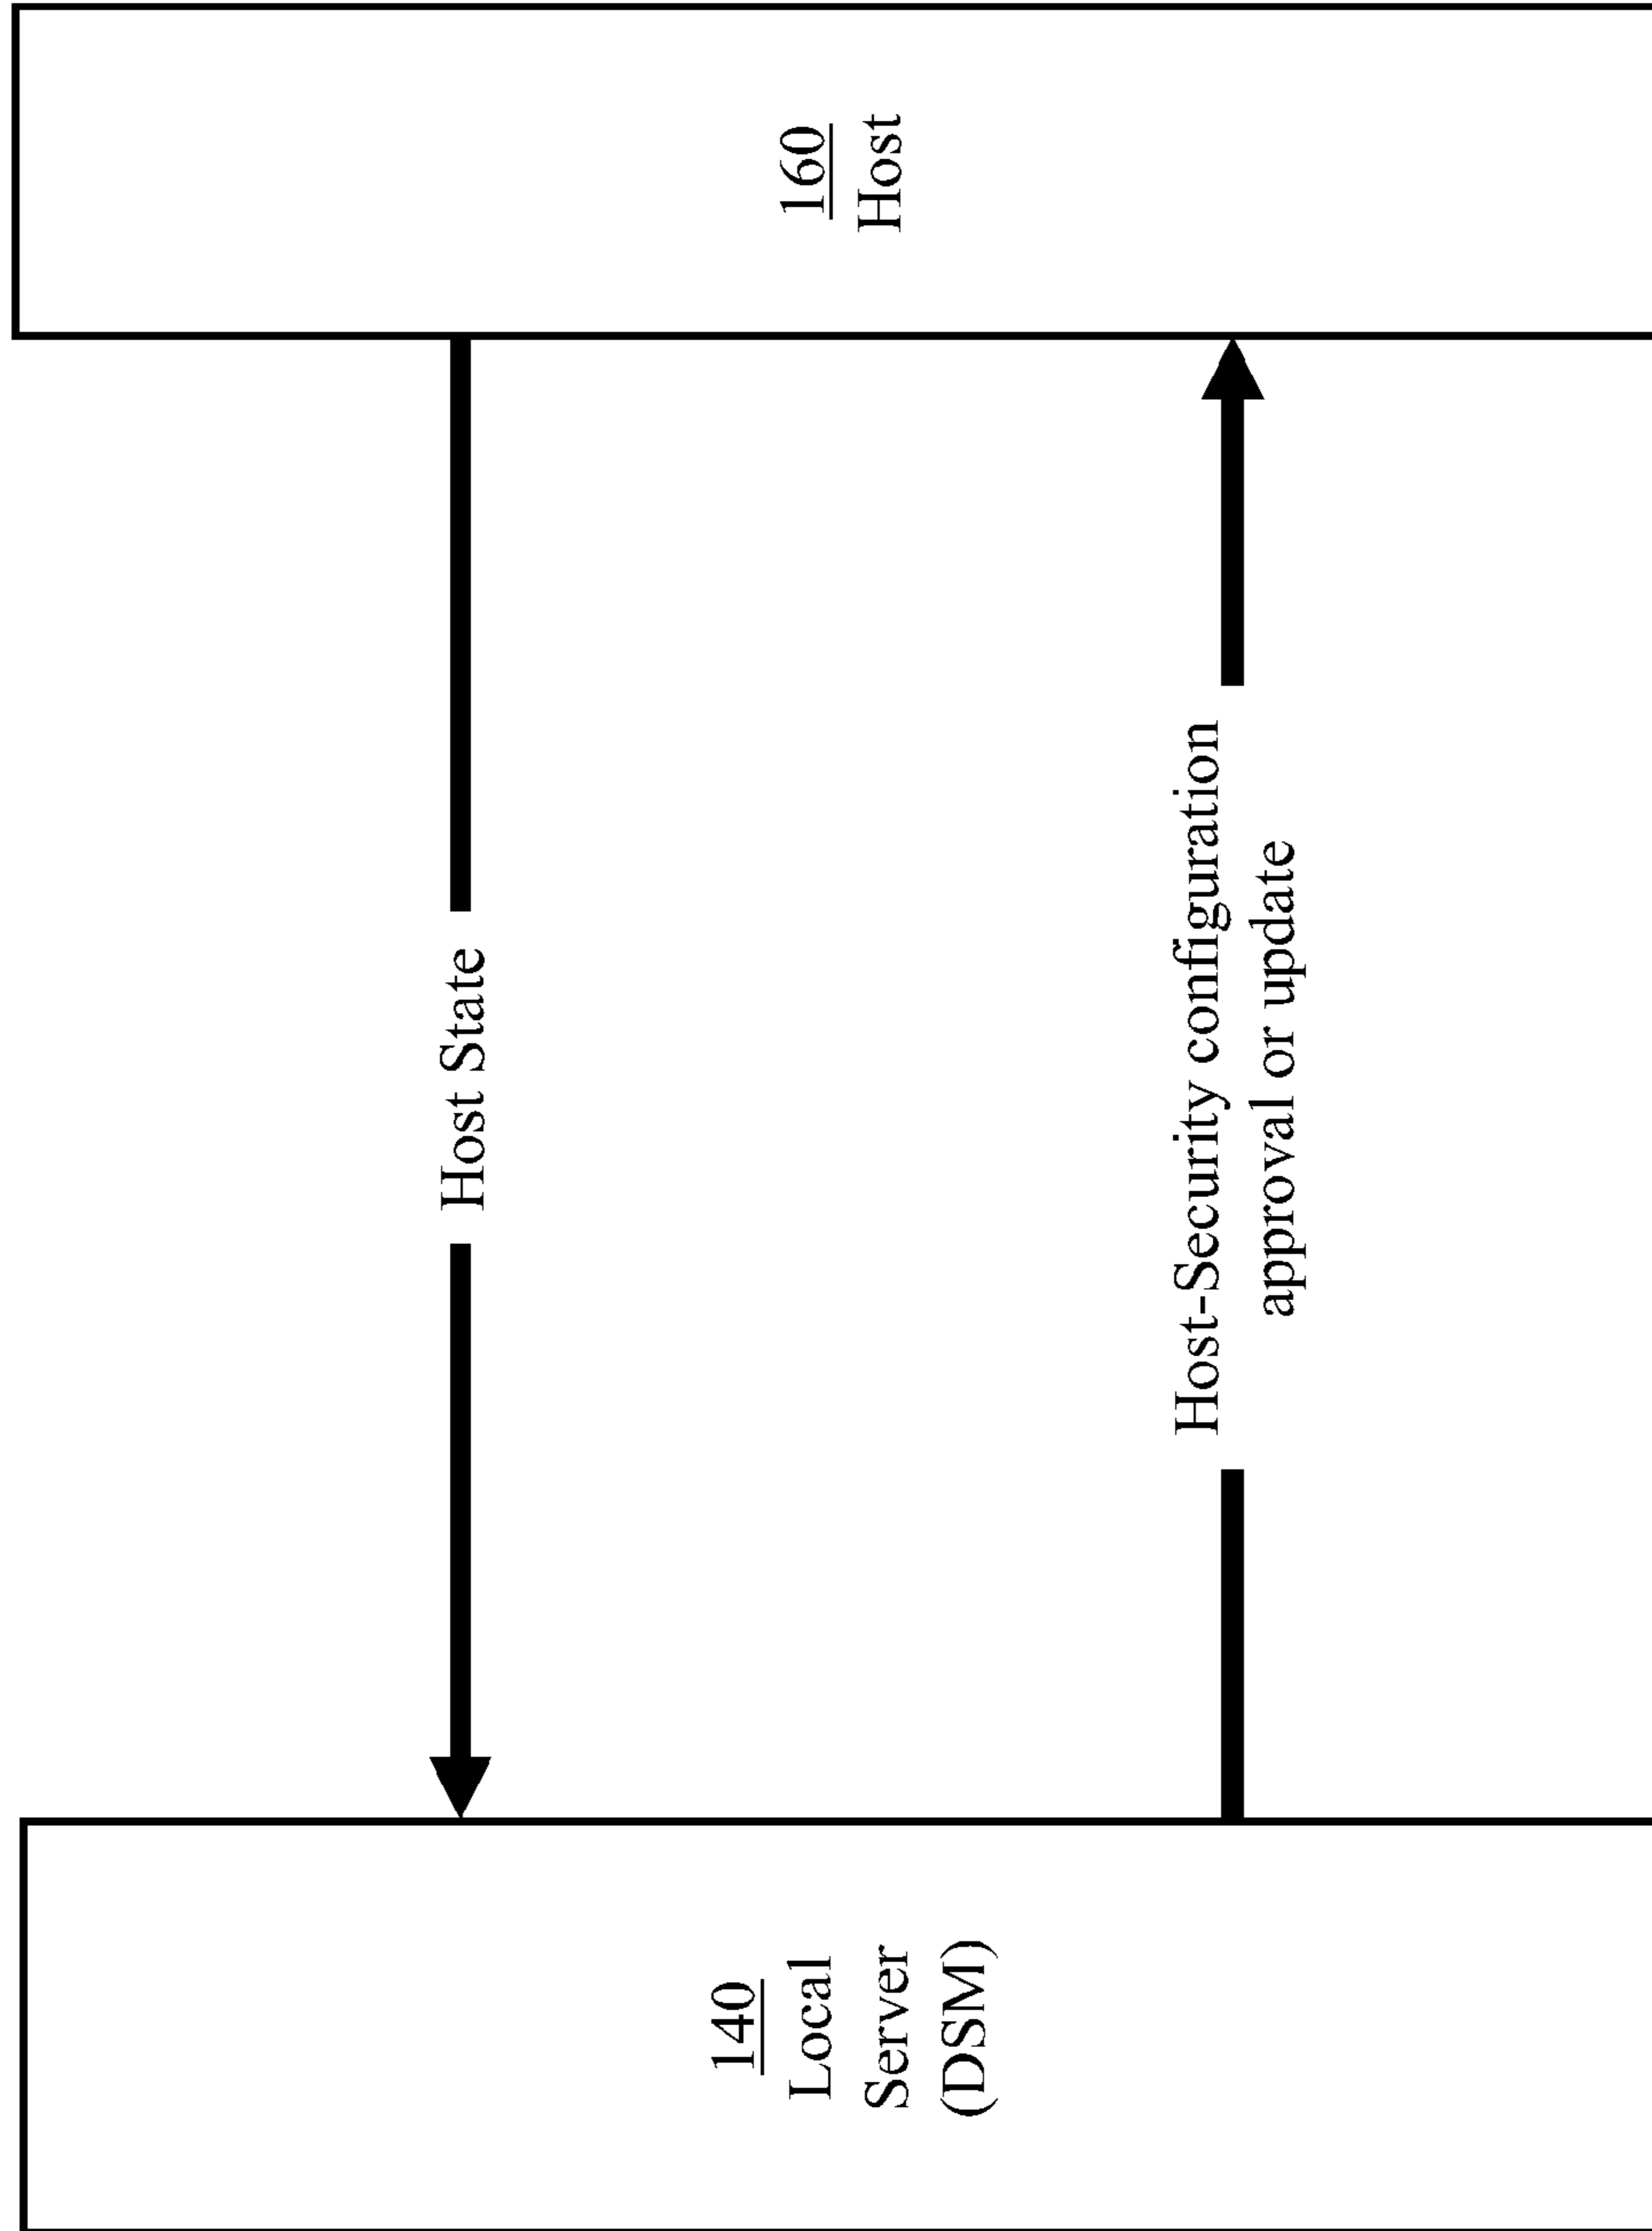 140
Local
Server
(DSM)
Host State
Host-Security configuration
approval or update
160
Host